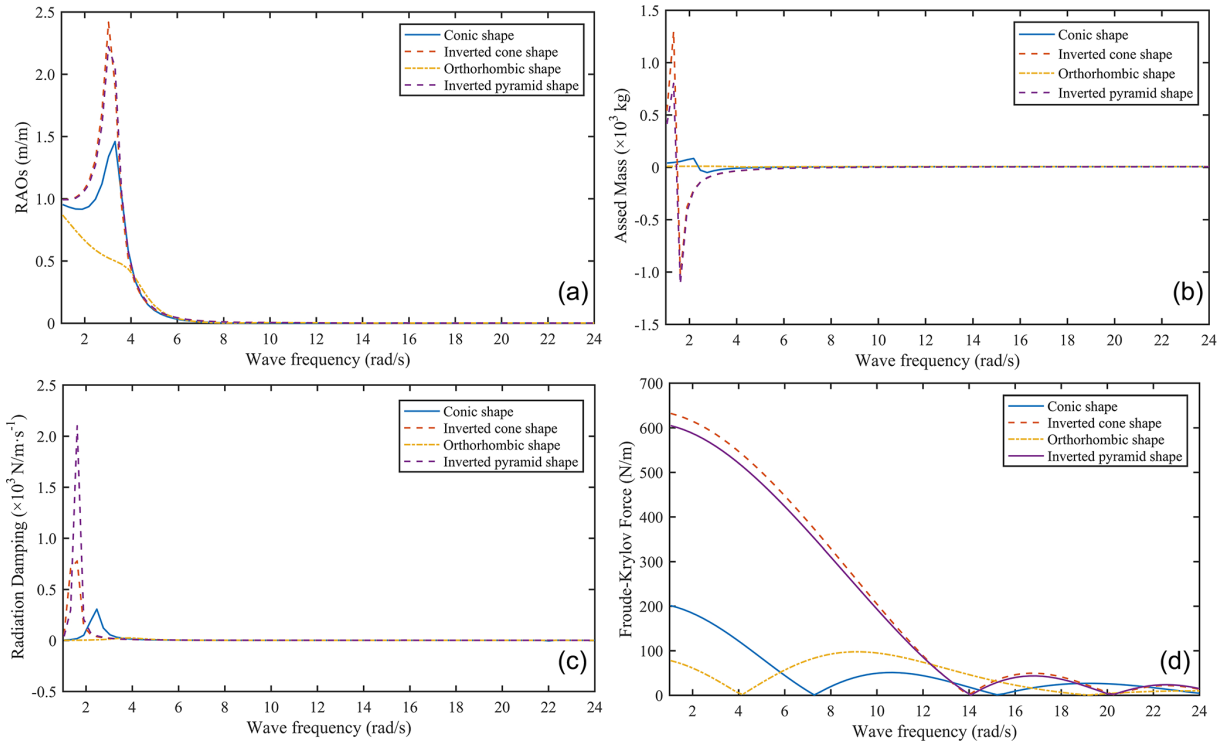 2.5
2.0
1.5
1.0
0.5
0
RAOs (m/m)
Conic shape
Inverted cone shape
Orthorhombic shape
Inverted pyramid shape
(a)
2 4 6 8 10 12 14 16 18 20 22 24
Wave frequency (rad/s)
1.5
1.0
0.5
0
-0.5
-1.0
-1.5
Assed Mass (×10³ kg)
Conic shape
Inverted cone shape
Orthorhombic shape
Inverted pyramid shape
(b)
2 4 6 8 10 12 14 16 18 20 22 24
Wave frequency (rad/s)
2.5
2.0
1.5
1.0
0.5
0
-0.5
Radiation Damping (×10³ N/m·s⁻¹)
Conic shape
Inverted cone shape
Orthorhombic shape
Inverted pyramid shape
(c)
2 4 6 8 10 12 14 16 18 20 22 24
Wave frequency (rad/s)
700
600
500
400
300
200
100
0
Froude-Krylov Force (N/m)
Conic shape
Inverted cone shape
Orthorhombic shape
Inverted pyramid shape
(d)
2 4 6 8 10 12 14 16 18 20 22 24
Wave frequency (rad/s)